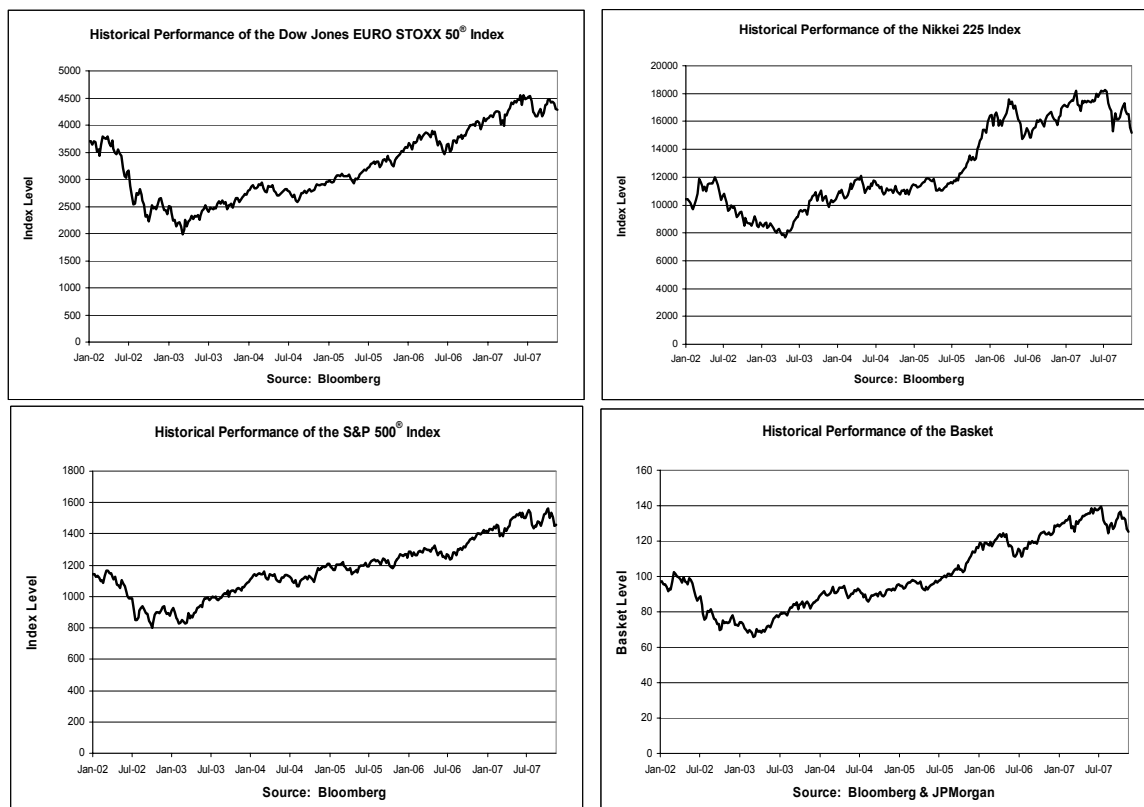 Historical Performance of the Dow Jones EURO STOXX 50® Index
Index Level
5000
4500
4000
3500
3000
2500
2000
1500
1000
500
0
Jan-02 Jul-02 Jan-03 Jul-03 Jan-04 Jul-04 Jan-05 Jul-05 Jan-06 Jul-06 Jan-07 Jul-07
Source: Bloomberg
Historical Performance of the Nikkei 225 Index
Index Level
20000
18000
16000
14000
12000
10000
8000
6000
4000
2000
0
Jan-02 Jul-02 Jan-03 Jul-03 Jan-04 Jul-04 Jan-05 Jul-05 Jan-06 Jul-06 Jan-07 Jul-07
Source: Bloomberg
Historical Performance of the S&P 500® Index
Index Level
1800
1600
1400
1200
1000
800
600
400
200
0
Jan-02 Jul-02 Jan-03 Jul-03 Jan-04 Jul-04 Jan-05 Jul-05 Jan-06 Jul-06 Jan-07 Jul-07
Source: Bloomberg
Historical Performance of the Basket
Basket Level
160
140
120
100
80
60
40
20
0
Jan-02 Jul-02 Jan-03 Jul-03 Jan-04 Jul-04 Jan-05 Jul-05 Jan-06 Jul-06 Jan-07 Jul-07
Source: Bloomberg & JPMorgan